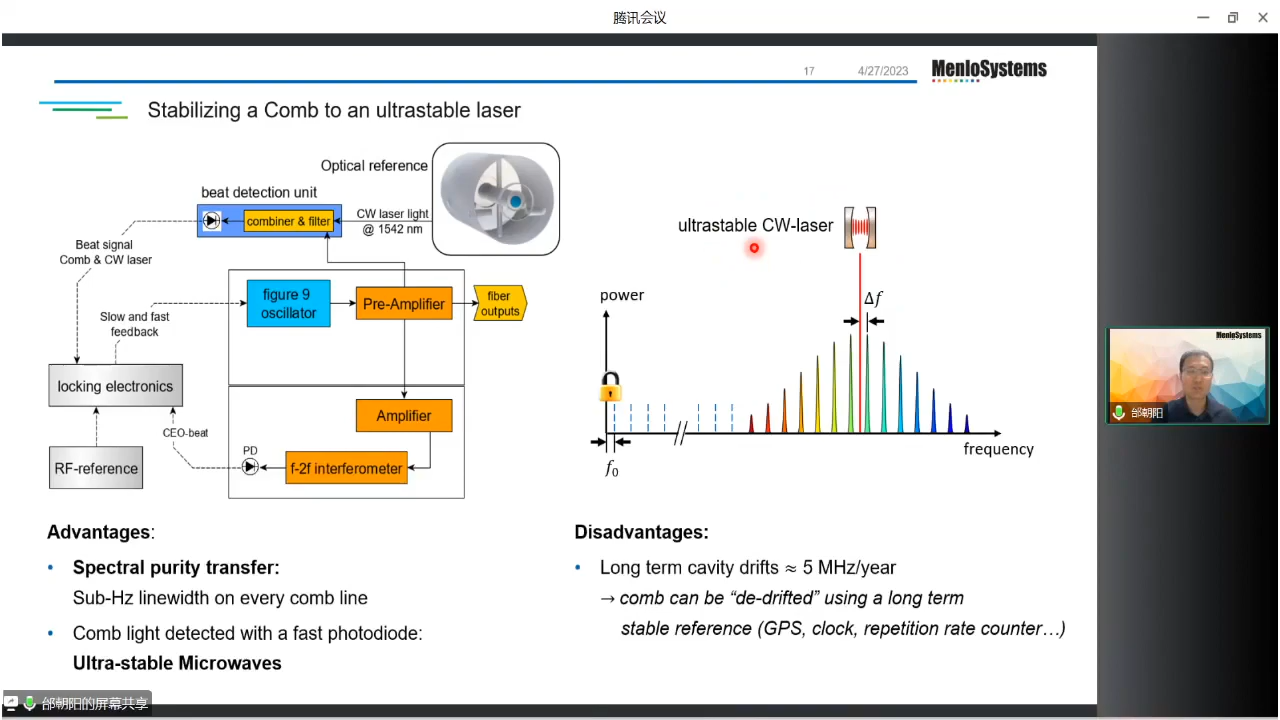 腾讯会议
17
4/27/2023
MenloSystems
Stabilizing a Comb to an ultrastable laser
Optical reference
beat detection unit
combiner & filter
CW laser light
@ 1542 nm
Beat signal
Comb & CW laser
figure 9
oscillator
Pre-Amplifier
fiber
outputs
Slow and fast
feedback
locking electronics
Amplifier
CEO-beat
PD
RF-reference
f-2f interferometer
ultrastable CW-laser
power
Δf
frequency
f₀
Advantages:
• Spectral purity transfer:
Sub-Hz linewidth on every comb line
• Comb light detected with a fast photodiode:
Ultra-stable Microwaves
Disadvantages:
• Long term cavity drifts ≈ 5 MHz/year
→ comb can be “de-drifted” using a long term
stable reference (GPS, clock, repetition rate counter…)
MenloSystems
邰朝阳
邰朝阳的屏幕共享